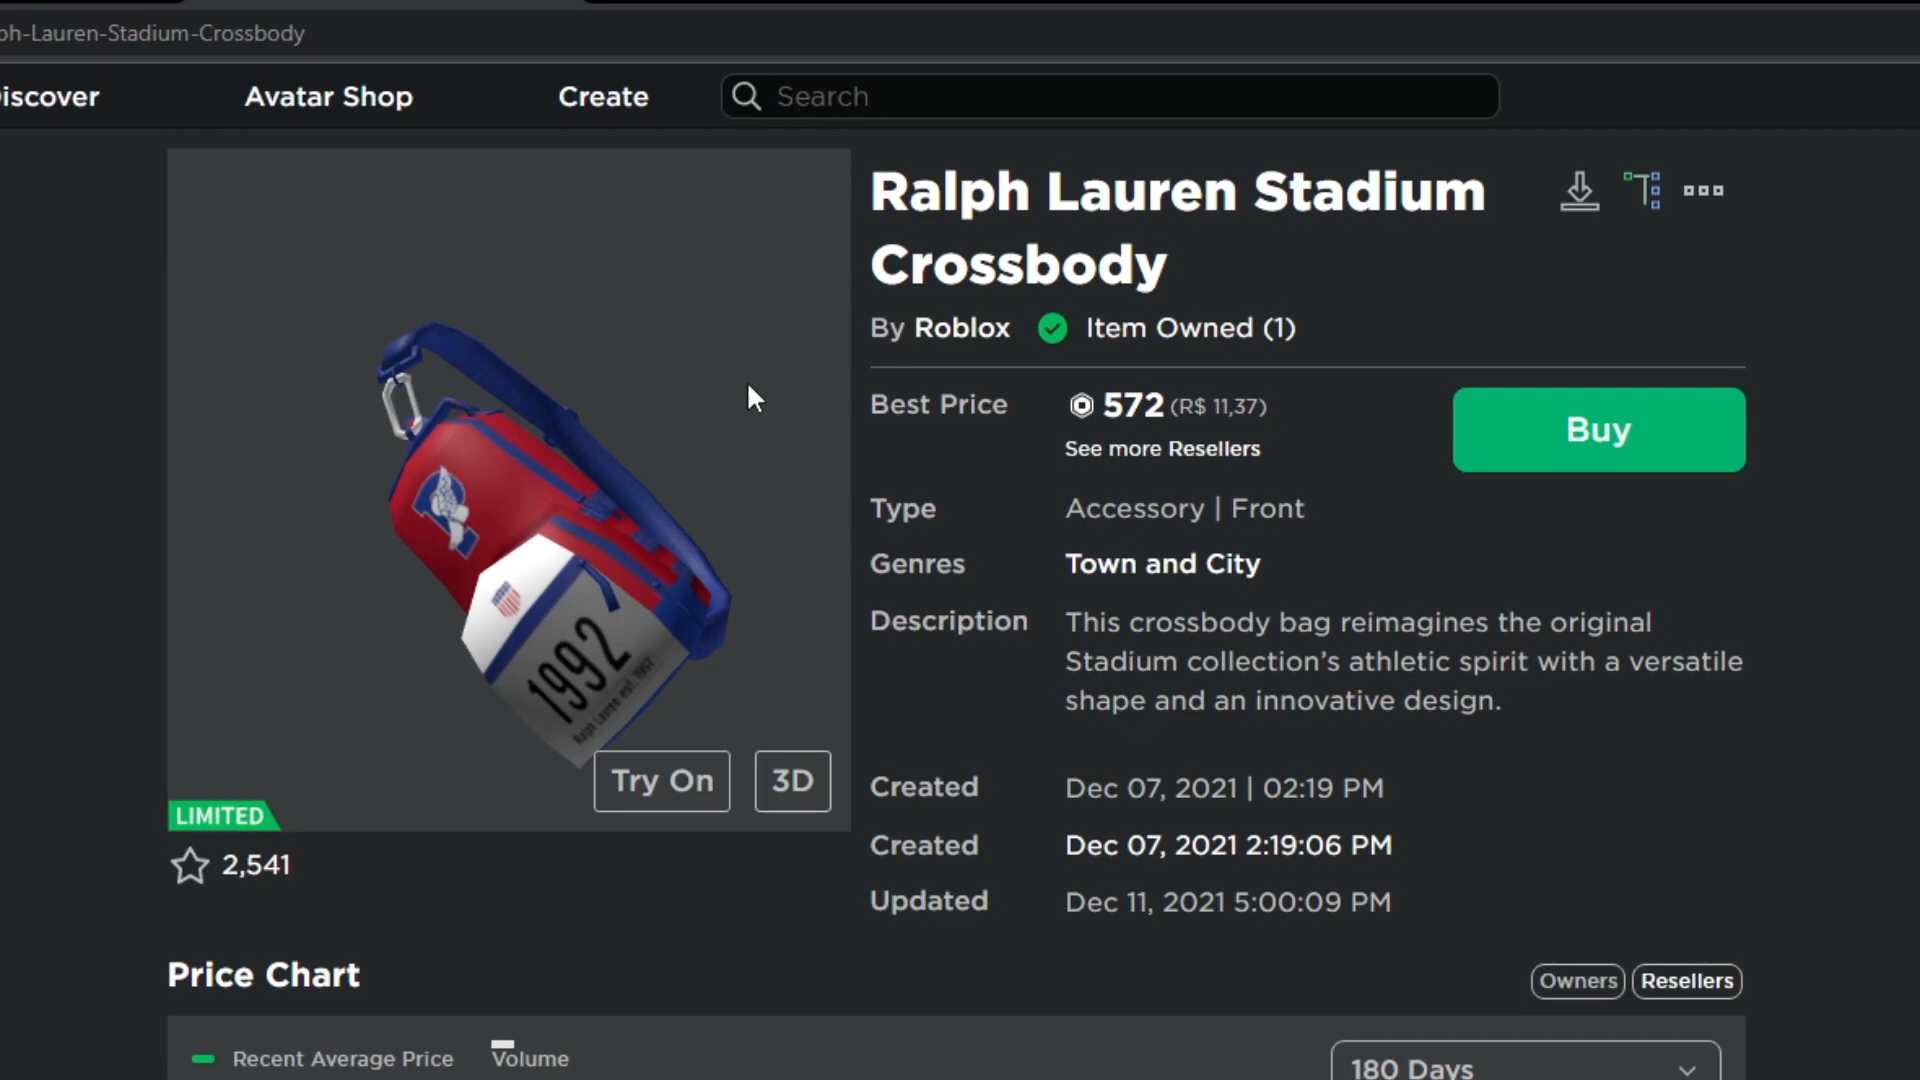 ph-Lauren-Stadium-Crossbody
iscover
Avatar Shop
Create
Search
Ralph Lauren Stadium
Crossbody
By Roblox
Item Owned (1)
Best Price
572 (R$ 11,37)
See more Resellers
Buy
Type
Accessory | Front
Genres
Town and City
Description
This crossbody bag reimagines the original
Stadium collection’s athletic spirit with a versatile
shape and an innovative design.
1992
Ralph Lauren est. 1967
Try On
3D
LIMITED
2,541
Created
Dec 07, 2021 | 02:19 PM
Created
Dec 07, 2021 2:19:06 PM
Updated
Dec 11, 2021 5:00:09 PM
Price Chart
Owners
Resellers
Recent Average Price
Volume
180 Days